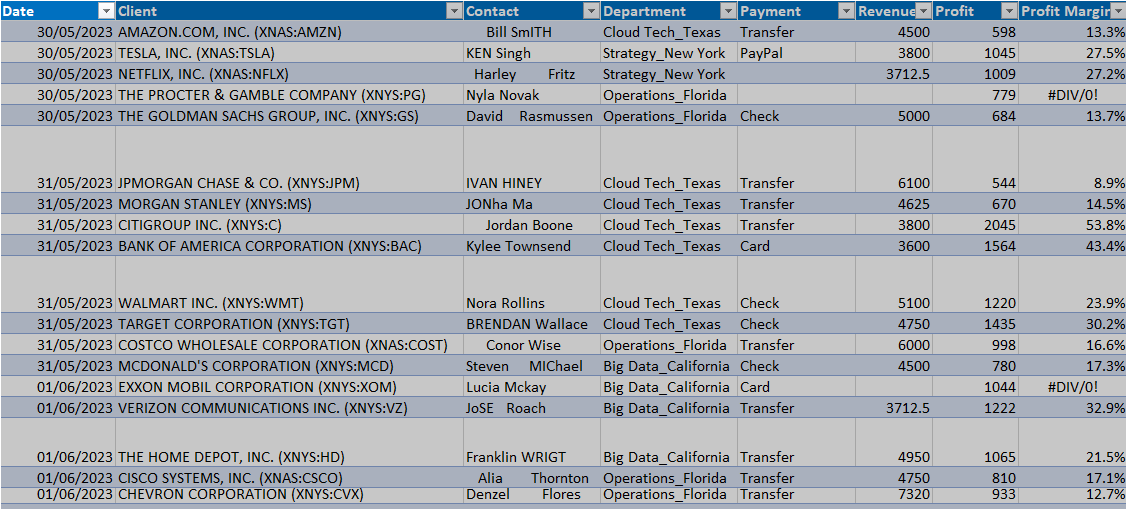 Date Client Contact Department Payment Revenue Profit Profit Margin
30/05/2023 AMAZON.COM, INC. (XNAS:AMZN) Bill SmITH Cloud Tech_Texas Transfer 4500 598 13.3%
30/05/2023 TESLA, INC. (XNAS:TSLA) KEN Singh Strategy_New York PayPal 3800 1045 27.5%
30/05/2023 NETFLIX, INC. (XNAS:NFLX) Harley Fritz Strategy_New York 3712.5 1009 27.2%
30/05/2023 THE PROCTER & GAMBLE COMPANY (XNYS:PG) Nyla Novak Operations_Florida 779 #DIV/0!
30/05/2023 THE GOLDMAN SACHS GROUP, INC. (XNYS:GS) David Rasmussen Operations_Florida Check 5000 684 13.7%
31/05/2023 JPMORGAN CHASE & CO. (XNYS:JPM) IVAN HINEY Cloud Tech_Texas Transfer 6100 544 8.9%
31/05/2023 MORGAN STANLEY (XNYS:MS) JONha Ma Cloud Tech_Texas Transfer 4625 670 14.5%
31/05/2023 CITIGROUP INC. (XNYS:C) Jordan Boone Cloud Tech_Texas Transfer 3800 2045 53.8%
31/05/2023 BANK OF AMERICA CORPORATION (XNYS:BAC) Kylee Townsend Cloud Tech_Texas Card 3600 1564 43.4%
31/05/2023 WALMART INC. (XNYS:WMT) Nora Rollins Cloud Tech_Texas Check 5100 1220 23.9%
31/05/2023 TARGET CORPORATION (XNYS:TGT) BRENDAN Wallace Cloud Tech_Texas Check 4750 1435 30.2%
31/05/2023 COSTCO WHOLESALE CORPORATION (XNAS:COST) Conor Wise Operations_Florida Transfer 6000 998 16.6%
31/05/2023 MCDONALD'S CORPORATION (XNYS:MCD) Steven MIChael Big Data_California Check 4500 780 17.3%
01/06/2023 EXXON MOBIL CORPORATION (XNYS:XOM) Lucia Mckay Big Data_California Card 1044 #DIV/0!
01/06/2023 VERIZON COMMUNICATIONS INC. (XNYS:VZ) JoSE Roach Big Data_California Transfer 3712.5 1222 32.9%
01/06/2023 THE HOME DEPOT, INC. (XNYS:HD) Franklin WRIGT Big Data_California Transfer 4950 1065 21.5%
01/06/2023 CISCO SYSTEMS, INC. (XNAS:CSCO) Alia Thornton Operations_Florida Transfer 4750 810 17.1%
01/06/2023 CHEVRON CORPORATION (XNYS:CVX) Denzel Flores Operations_Florida Transfer 7320 933 12.7%